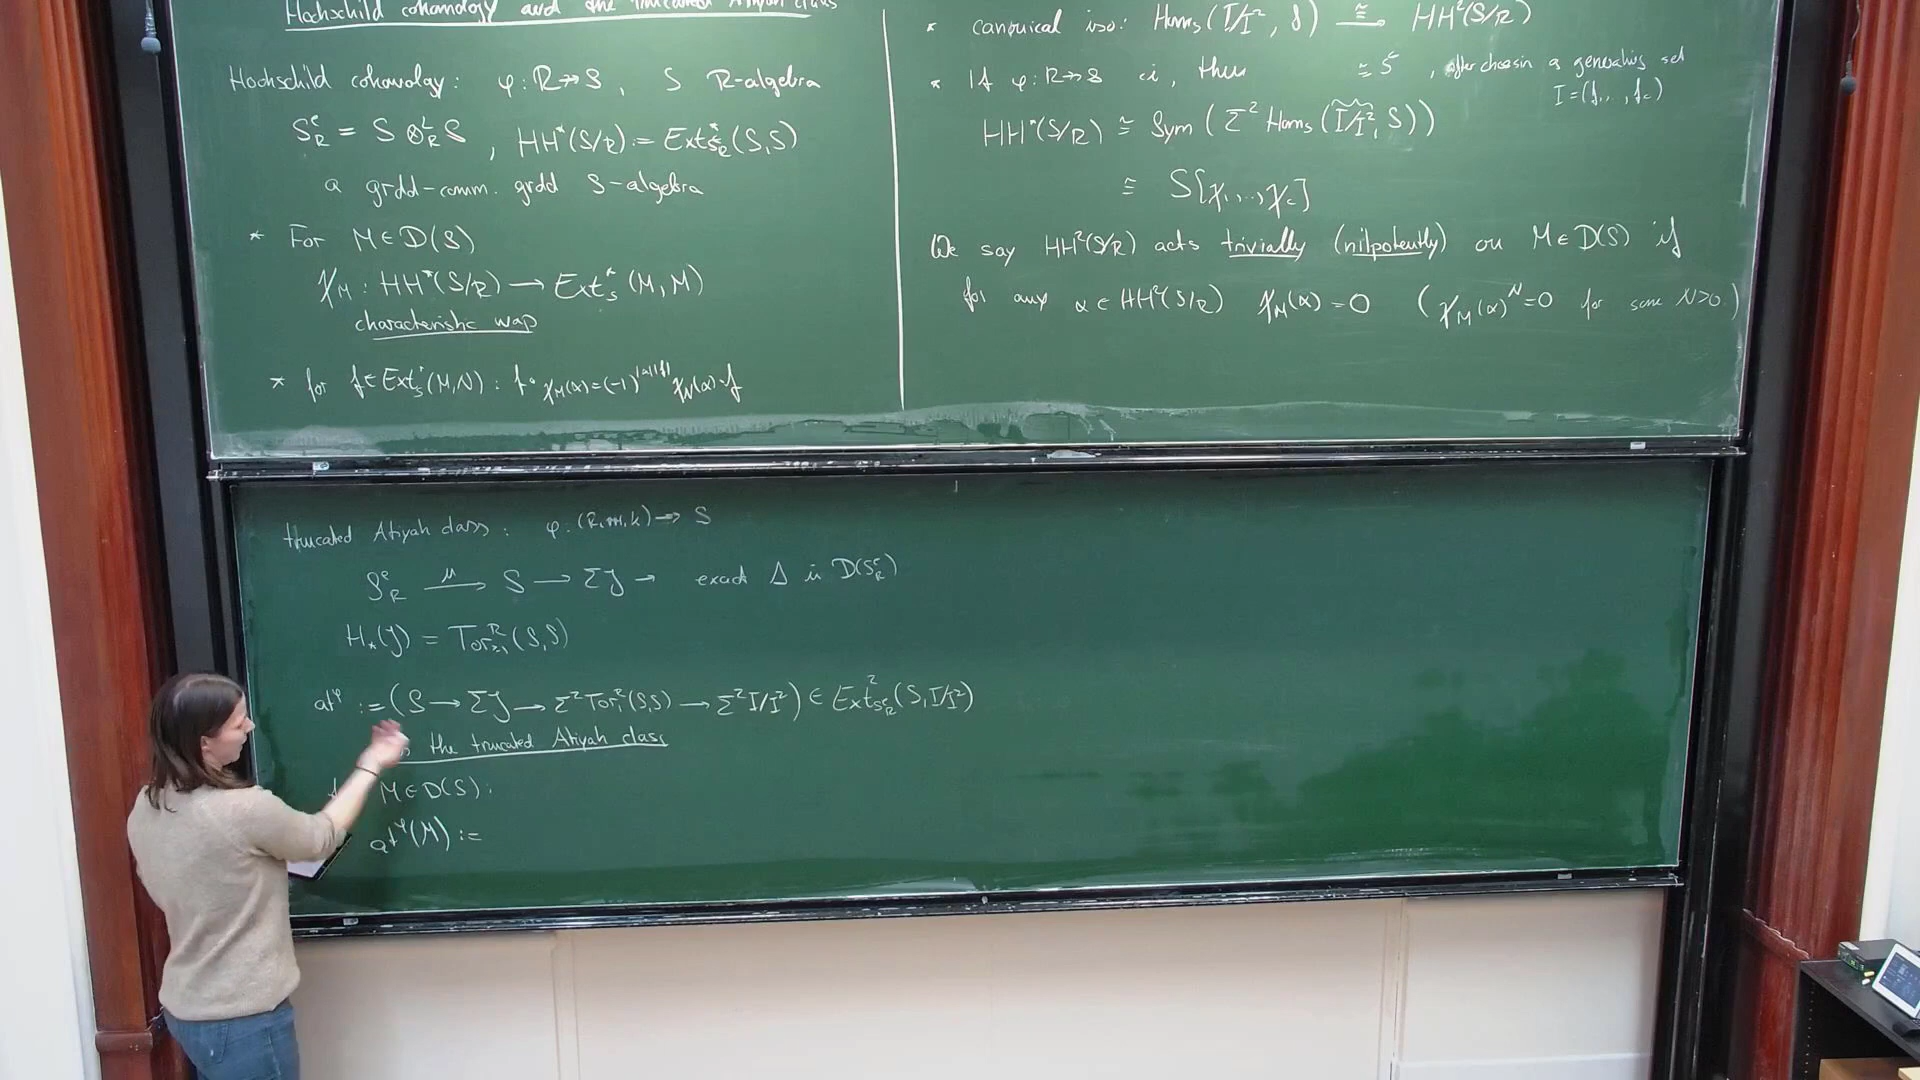 Hochschild cohomology and the truncated Atiyah class
Hochschild cohomology: φ: R ↠ S, S R-algebra
S^e_R = S ⊗^L_R S, HH^*(S/R) := Ext^*_{S^e_R}(S,S)
a grdd-comm. grdd S-algebra
* For M ∈ D(S)
χ_M : HH^*(S/R) → Ext^*_S(M,M)
characteristic map
* for f ∈ Ext^*_S(M,N): f∘χ_M(α) = (-1)^{|α||f|} χ_N(α)∘f
* canonical iso: Hom_S(I/I², S) ≅→ HH²(S/R)
* If φ: R ↠ S ci, then ≅ S^c, after choosin a generating set
I = (f_1, .., f_c)
HH^*(S/R) ≅ Sym(Σ² Hom_S(I/I², S))
≅ S[χ_1, .., χ_c]
We say HH²(S/R) acts trivially (nilpotently) on M ∈ D(S) if
for any α ∈ HH²(S/R) χ_M(α) = 0 (χ_M(α)^N = 0 for some N>0.)
truncated Atiyah class: φ: (R,m,k) ↠ S
S^e_R —μ→ S → ΣJ → exact Δ in D(S^e_R)
H_*(J) = Tor^R_{≥1}(S,S)
at^φ := (S → ΣJ → Σ²Tor^R_1(S,S) → Σ² I/I²) ∈ Ext²_{S^e_R}(S, I/I²)
the truncated Atiyah class
M ∈ D(S):
at^φ(M) :=